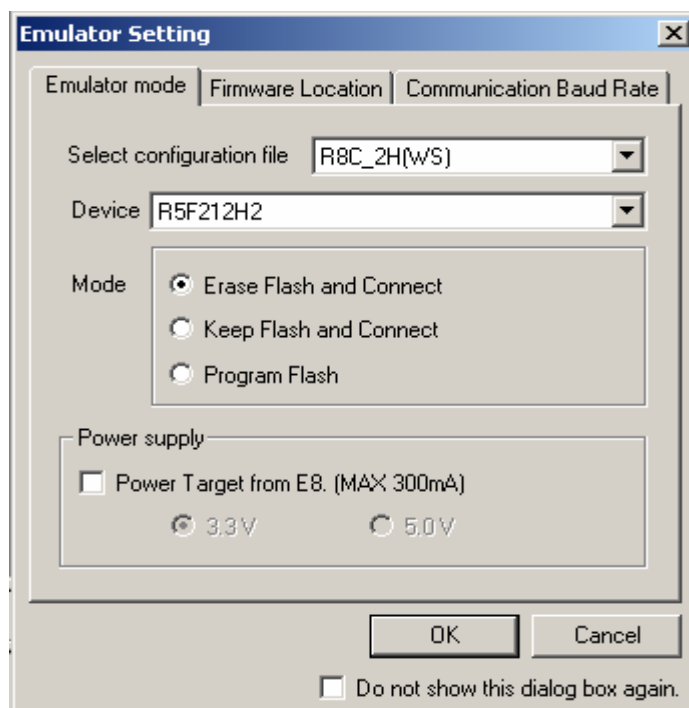 Emulator Setting
Emulator mode Firmware Location Communication Baud Rate
Select configuration file R8C_2H(WS)
Device R5F212H2
Mode
Erase Flash and Connect
Keep Flash and Connect
Program Flash
Power supply
Power Target from E8. (MAX 300mA)
3.3 V 5.0 V
OK Cancel
Do not show this dialog box again.